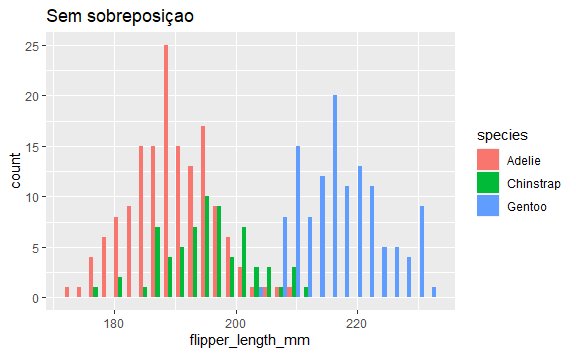 Sem sobreposiçao
25
20
15
10
5
0
count
180
200
220
flipper_length_mm
species
Adelie
Chinstrap
Gentoo